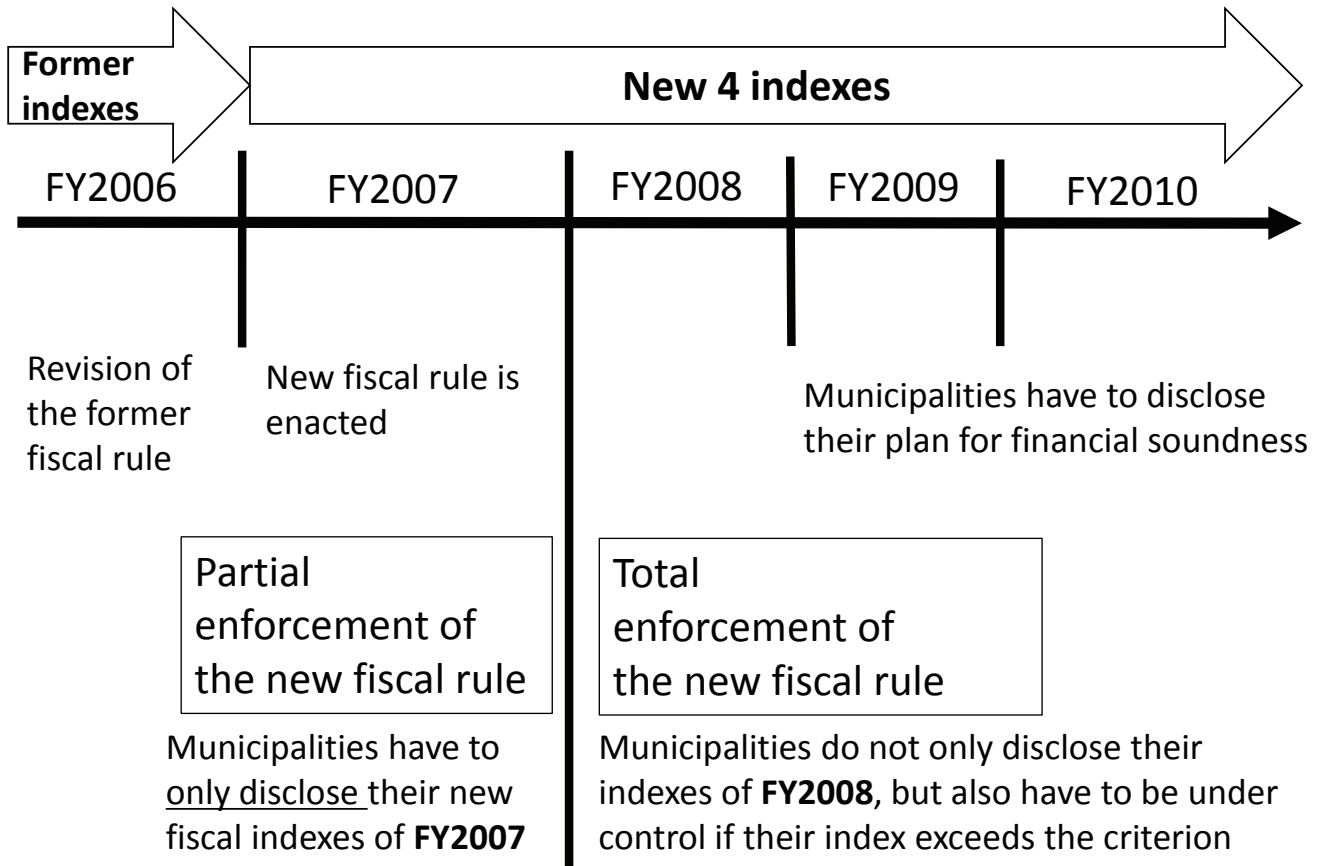 Former
indexes
New 4 indexes
FY2006
FY2007
FY2008
FY2009
FY2010
Revision of
the former
fiscal rule
New fiscal rule is
enacted
Municipalities have to disclose
their plan for financial soundness
Partial
enforcement of
the new fiscal rule
Total
enforcement of
the new fiscal rule
Municipalities have to
only disclose their new
fiscal indexes of FY2007
Municipalities do not only disclose their
indexes of FY2008, but also have to be under
control if their index exceeds the criterion